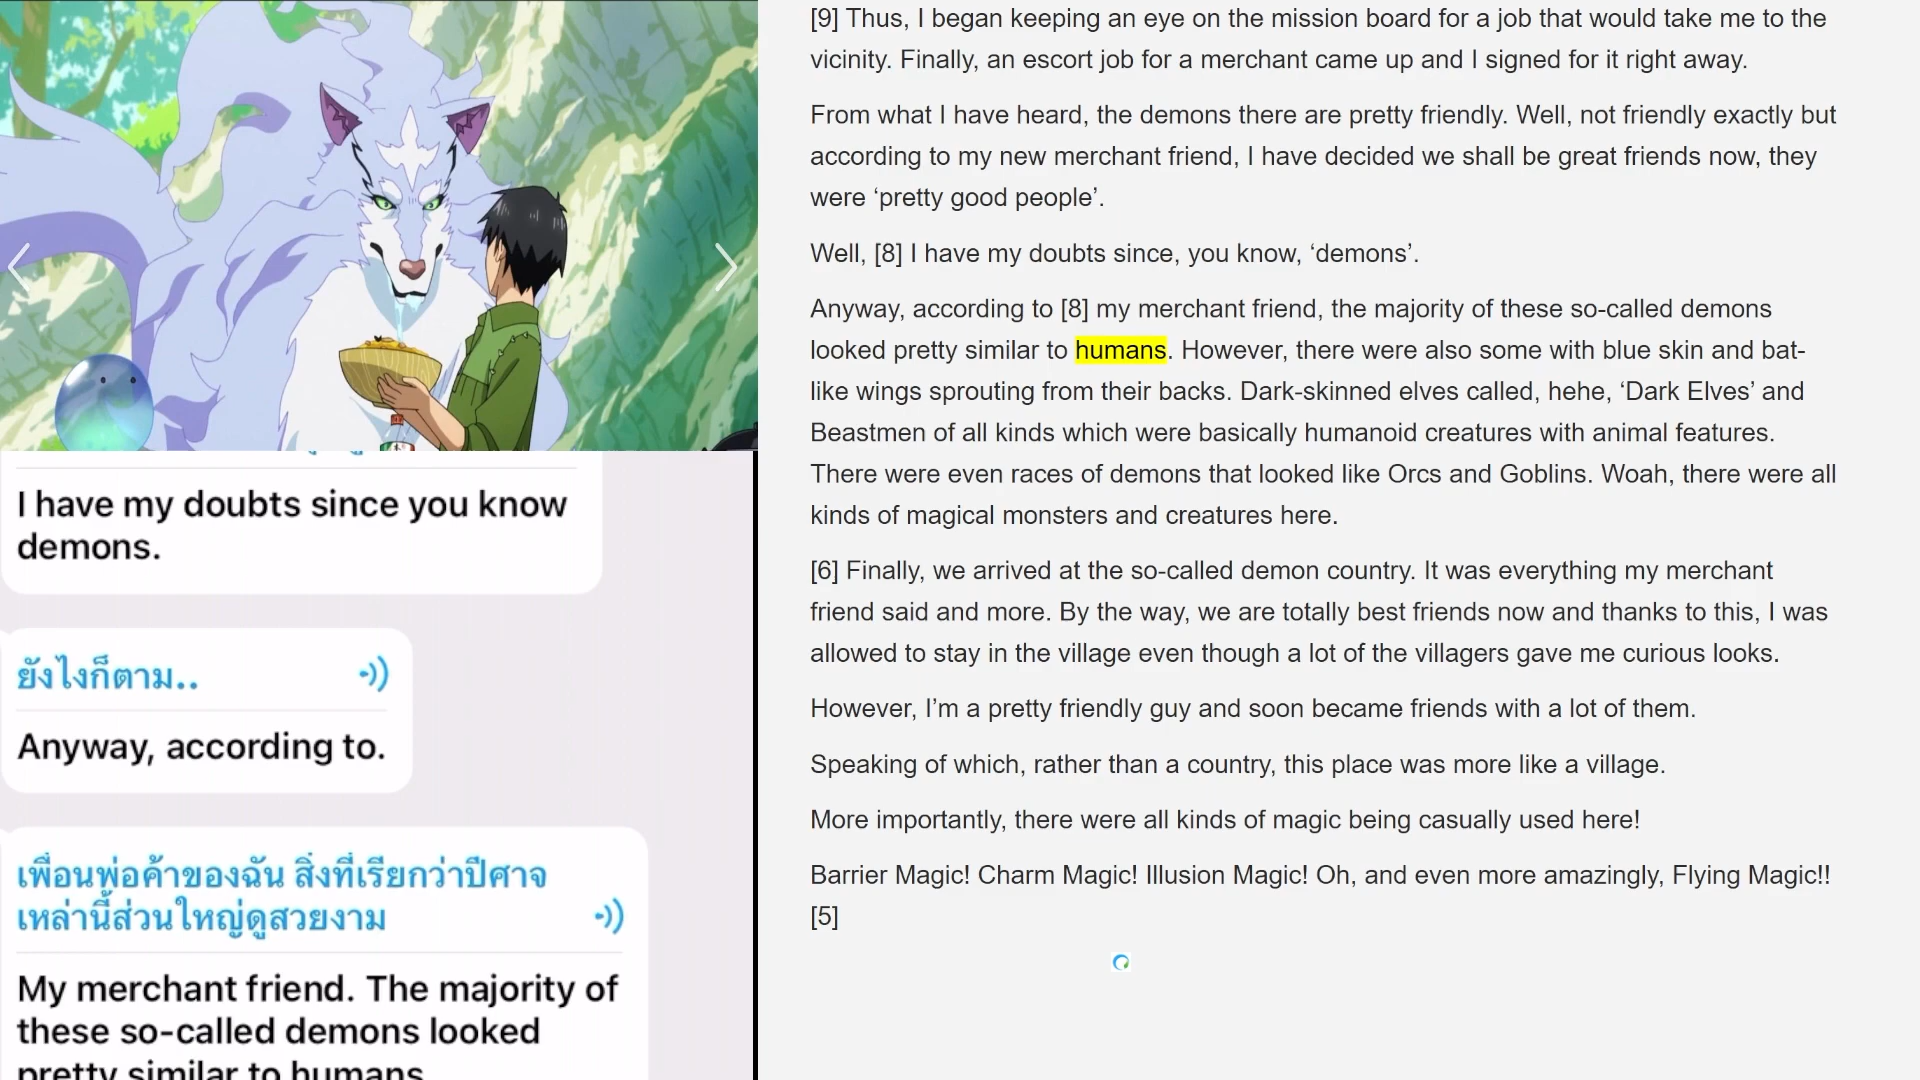 I have my doubts since you know
demons.
ยังไงก็ตาม..
Anyway, according to.
เพื่อนพ่อค้าของฉัน สิ่งที่เรียกว่าปีศาจ
เหล่านี้ส่วนใหญ่ดูสวยงาม
My merchant friend. The majority of
these so-called demons looked
pretty similar to humans
[9] Thus, I began keeping an eye on the mission board for a job that would take me to the
vicinity. Finally, an escort job for a merchant came up and I signed for it right away.
From what I have heard, the demons there are pretty friendly. Well, not friendly exactly but
according to my new merchant friend, I have decided we shall be great friends now, they
were ‘pretty good people’.
Well, [8] I have my doubts since, you know, ‘demons’.
Anyway, according to [8] my merchant friend, the majority of these so-called demons
looked pretty similar to humans. However, there were also some with blue skin and bat-
like wings sprouting from their backs. Dark-skinned elves called, hehe, ‘Dark Elves’ and
Beastmen of all kinds which were basically humanoid creatures with animal features.
There were even races of demons that looked like Orcs and Goblins. Woah, there were all
kinds of magical monsters and creatures here.
[6] Finally, we arrived at the so-called demon country. It was everything my merchant
friend said and more. By the way, we are totally best friends now and thanks to this, I was
allowed to stay in the village even though a lot of the villagers gave me curious looks.
However, I’m a pretty friendly guy and soon became friends with a lot of them.
Speaking of which, rather than a country, this place was more like a village.
More importantly, there were all kinds of magic being casually used here!
Barrier Magic! Charm Magic! Illusion Magic! Oh, and even more amazingly, Flying Magic!!
[5]